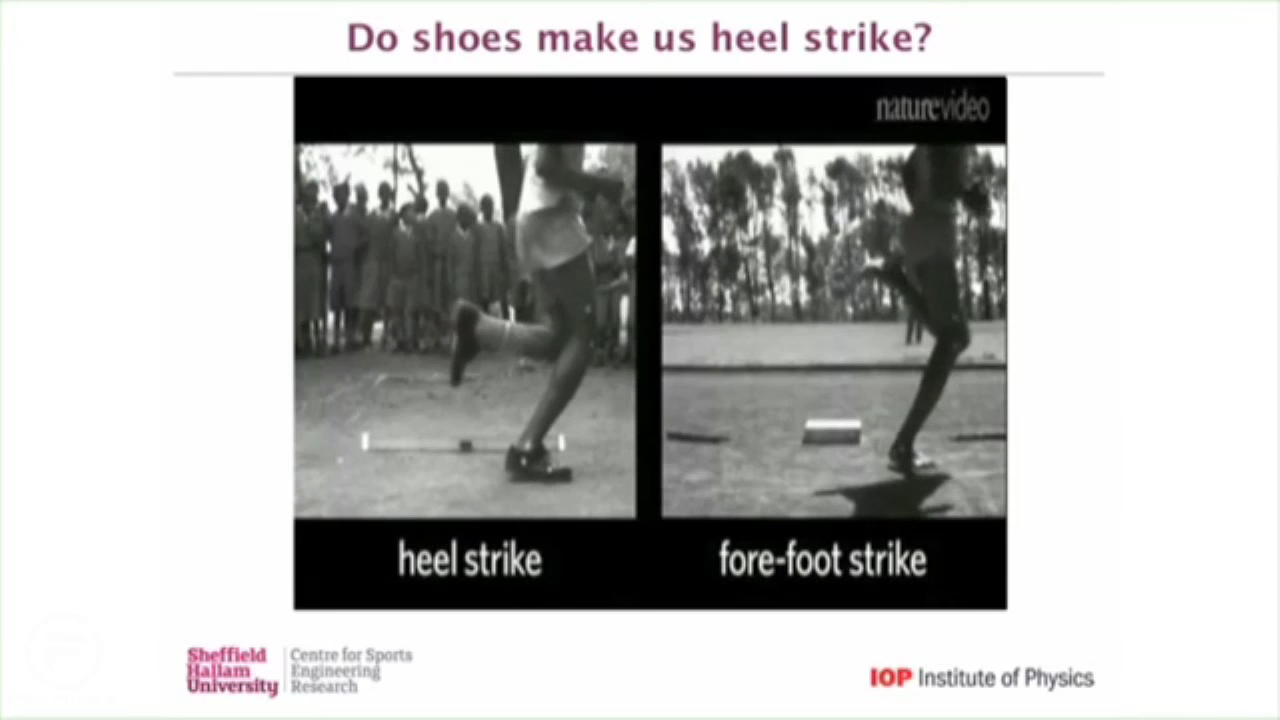 Do shoes make us heel strike?
naturevideo
heel strike
fore-foot strike
Sheffield
Hallam
University
Centre for Sports
Engineering
Research
IOP Institute of Physics